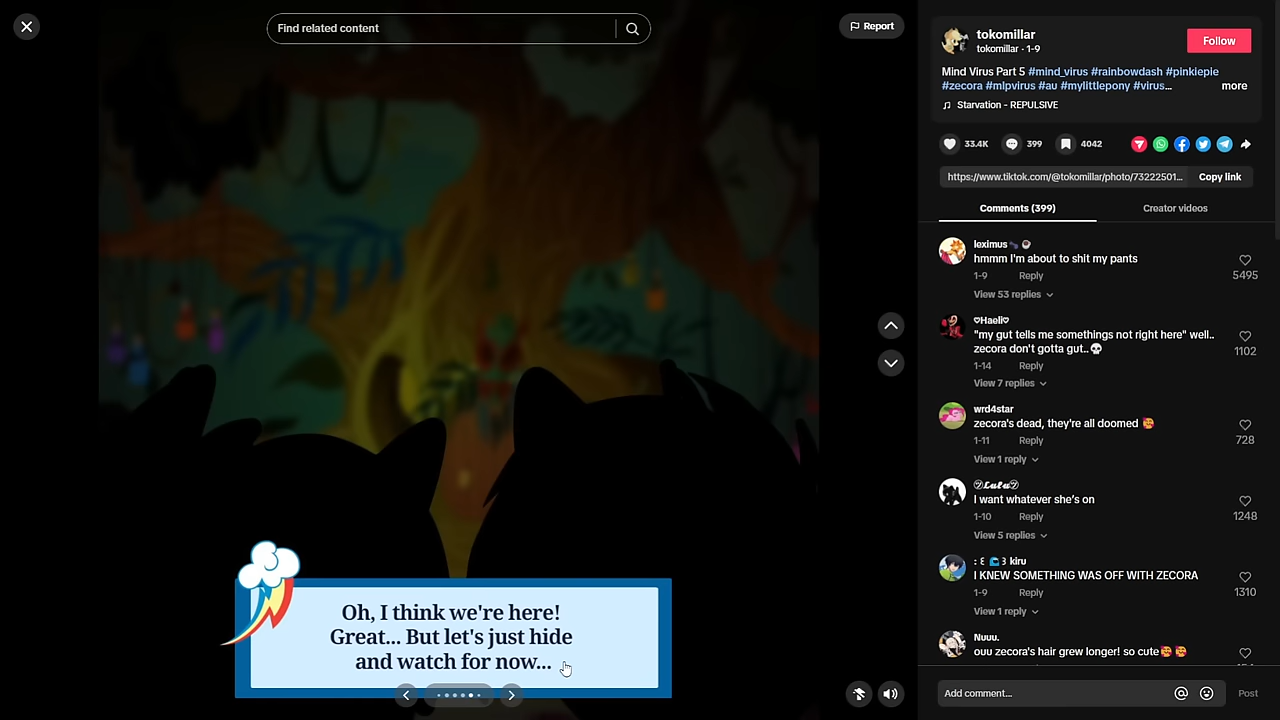 Find related content
Report
Oh, I think we're here!
Great... But let's just hide
and watch for now...
tokomillar
tokomillar · 1-9
Follow
Mind Virus Part 5 #mind_virus #rainbowdash #pinkiepie
#zecora #mlpvirus #au #mylittlepony #virus...
more
Starvation - REPULSIVE
33.4K
399
4042
https://www.tiktok.com/@tokomillar/photo/73222501...
Copy link
Comments (399)
Creator videos
leximus
hmmm I'm about to shit my pants
1-9 Reply
5495
View 53 replies
♡Haeli♡
"my gut tells me somethings not right here" well..
zecora don't gotta gut..💀
1-14 Reply
1102
View 7 replies
wrd4star
zecora's dead, they're all doomed 🥰
1-11 Reply
728
View 1 reply
I want whatever she's on
1-10 Reply
1248
View 5 replies
kiru
I KNEW SOMETHING WAS OFF WITH ZECORA
1-9 Reply
1310
View 1 reply
Nuuu.
ouu zecora's hair grew longer! so cute🥰🥰
Add comment...
Post